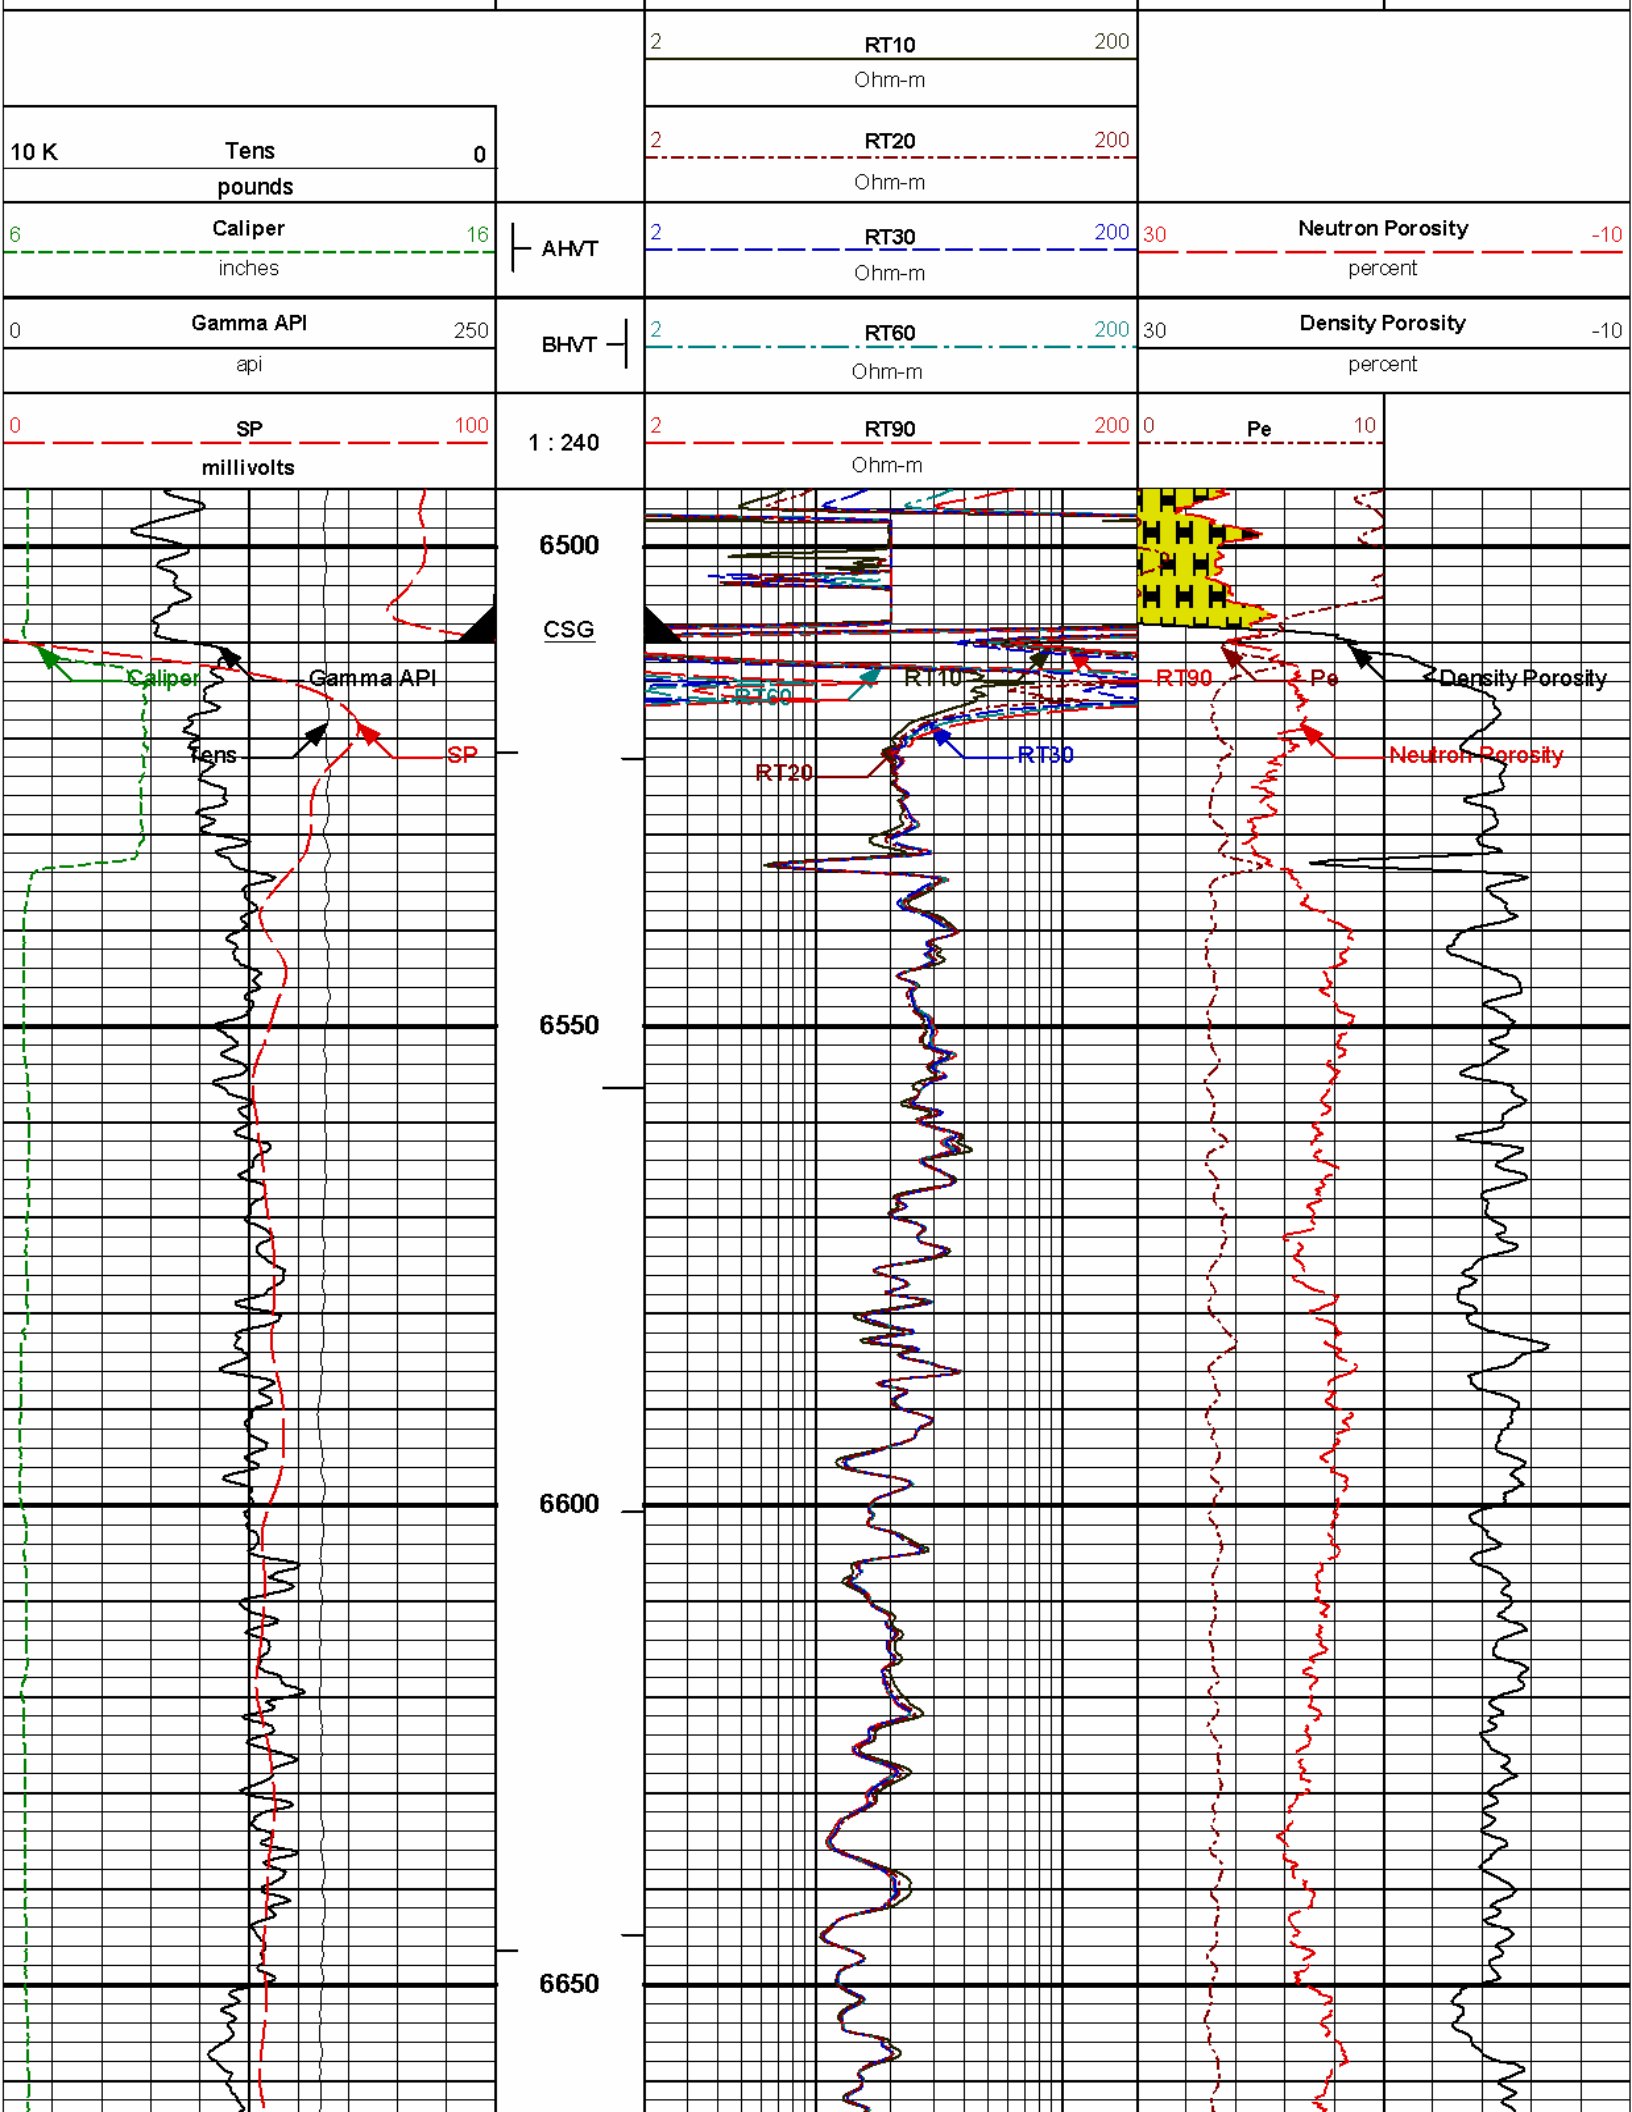 2 RT10 200
Ohm-m
10 K Tens 0
pounds
2 RT20 200
Ohm-m
6 Caliper 16
inches
AHVT
2 RT30 200
Ohm-m
30 Neutron Porosity -10
percent
0 Gamma API 250
api
BHVT
2 RT60 200
Ohm-m
30 Density Porosity -10
percent
0 SP 100
millivolts
1 : 240
2 RT90 200
Ohm-m
0 Pe 10
6500
CSG
Caliper
Gamma API
RT60
RT10
RT90
Pe
Density Porosity
Tens
SP
RT20
RT30
Neutron Porosity
6550
6600
6650